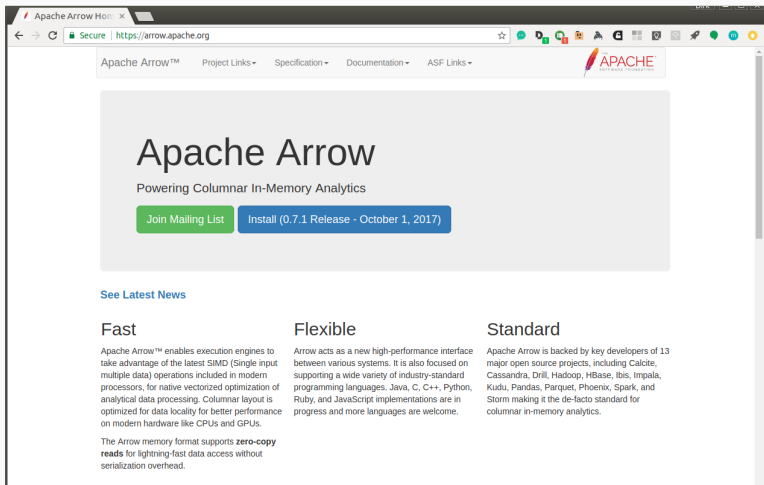 Apache Arrow Hom
Secure
https://arrow.apache.org
Apache Arrow™ Project Links Specification Documentation ASF Links
THE
APACHE
SOFTWARE FOUNDATION
Apache Arrow
Powering Columnar In-Memory Analytics
Join Mailing List
Install (0.7.1 Release - October 1, 2017)
See Latest News
Fast
Apache Arrow™ enables execution engines to
take advantage of the latest SIMD (Single input
multiple data) operations included in modern
processors, for native vectorized optimization of
analytical data processing. Columnar layout is
optimized for data locality for better performance
on modern hardware like CPUs and GPUs.
The Arrow memory format supports zero-copy
reads for lightning-fast data access without
serialization overhead.
Flexible
Arrow acts as a new high-performance interface
between various systems. It is also focused on
supporting a wide variety of industry-standard
programming languages. Java, C, C++, Python,
Ruby, and JavaScript implementations are in
progress and more languages are welcome.
Standard
Apache Arrow is backed by key developers of 13
major open source projects, including Calcite,
Cassandra, Drill, Hadoop, HBase, Ibis, Impala,
Kudu, Pandas, Parquet, Phoenix, Spark, and
Storm making it the de-facto standard for
columnar in-memory analytics.